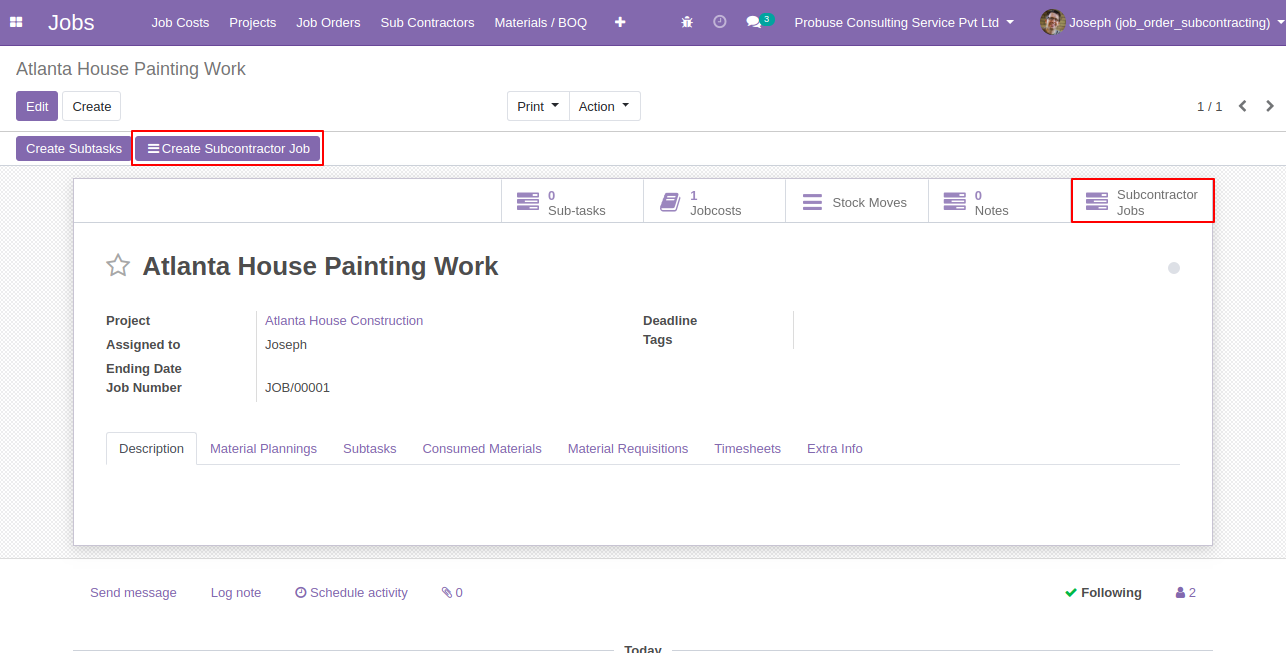 Jobs Job Costs Projects Job Orders Sub Contractors Materials / BOQ 3 Probuse Consulting Service Pvt Ltd Joseph (job_order_subcontracting)
Atlanta House Painting Work
Edit Create Print Action 1 / 1
Create Subtasks Create Subcontractor Job
0 Sub-tasks
1 Jobcosts
Stock Moves
0 Notes
Subcontractor Jobs
Atlanta House Painting Work
Project Atlanta House Construction
Assigned to Joseph
Ending Date
Job Number JOB/00001
Deadline
Tags
Description Material Plannings Subtasks Consumed Materials Material Requisitions Timesheets Extra Info
Send message Log note Schedule activity 0 Following 2
Today